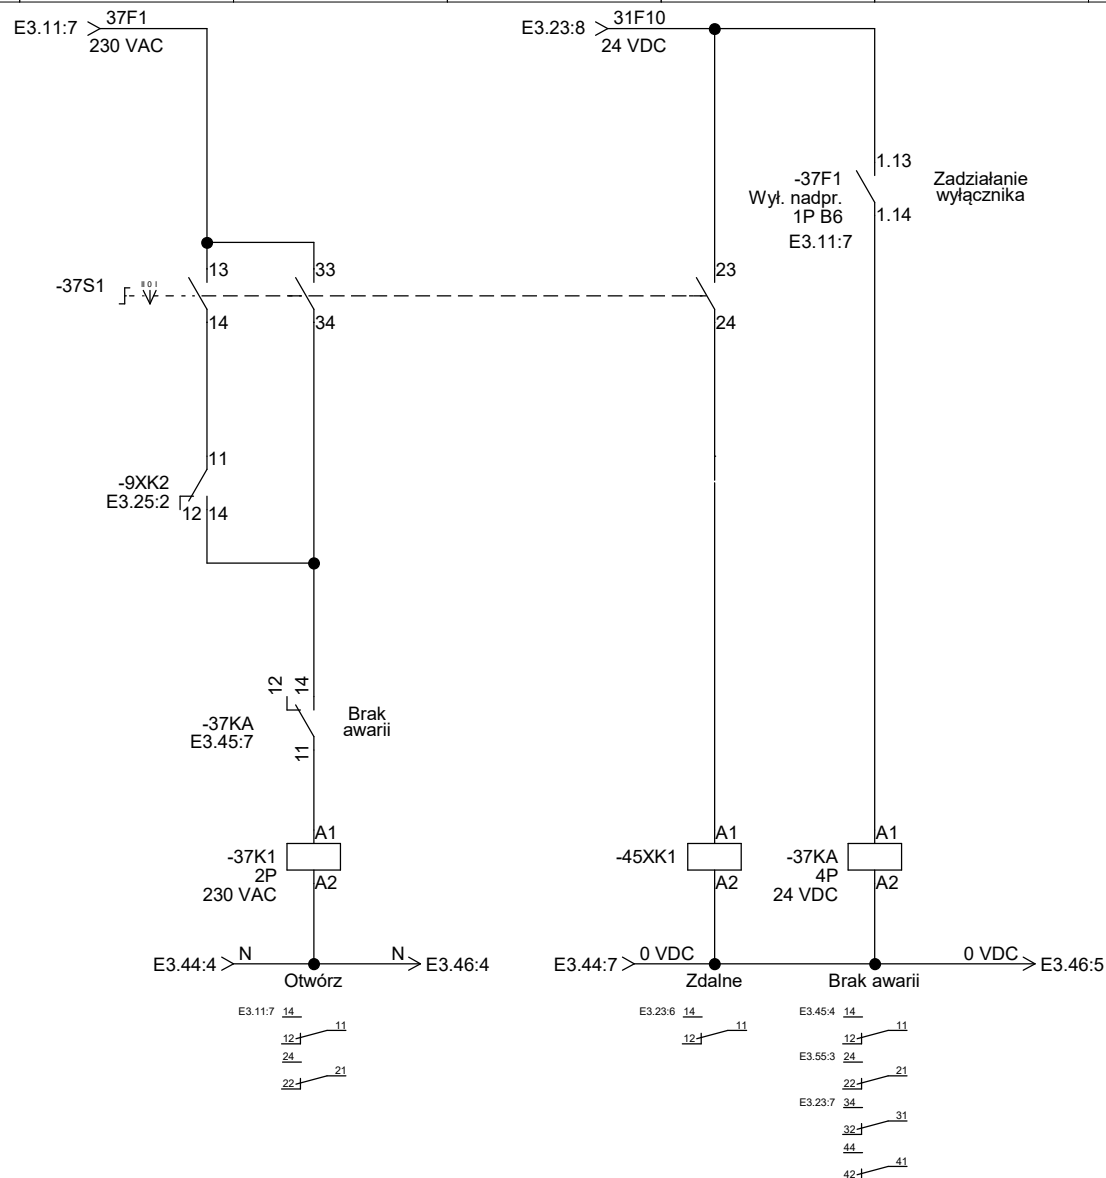 E3.11:7
37F1
230 VAC
E3.23:8
31F10
24 VDC
-37F1
Wył. nadpr.
1P B6
E3.11:7
1.13
1.14
Zadziałanie
wyłącznika
-37S1
II 0 I
13
14
33
34
23
24
-9XK2
E3.25:2
11
12
14
12
14
-37KA
E3.45:7
11
Brak
awarii
-37K1
2P
230 VAC
A1
A2
-45XK1
A1
A2
-37KA
4P
24 VDC
A1
A2
E3.44:4
N
N
E3.46:4
Otwórz
E3.44:7
0 VDC
0 VDC
E3.46:5
Zdalne
Brak awarii
E3.11:7 14
11
12
24
21
22
E3.23:6 14
11
12
E3.45:4 14
11
12
E3.55:3 24
21
22
E3.23:7 34
31
32
44
41
42